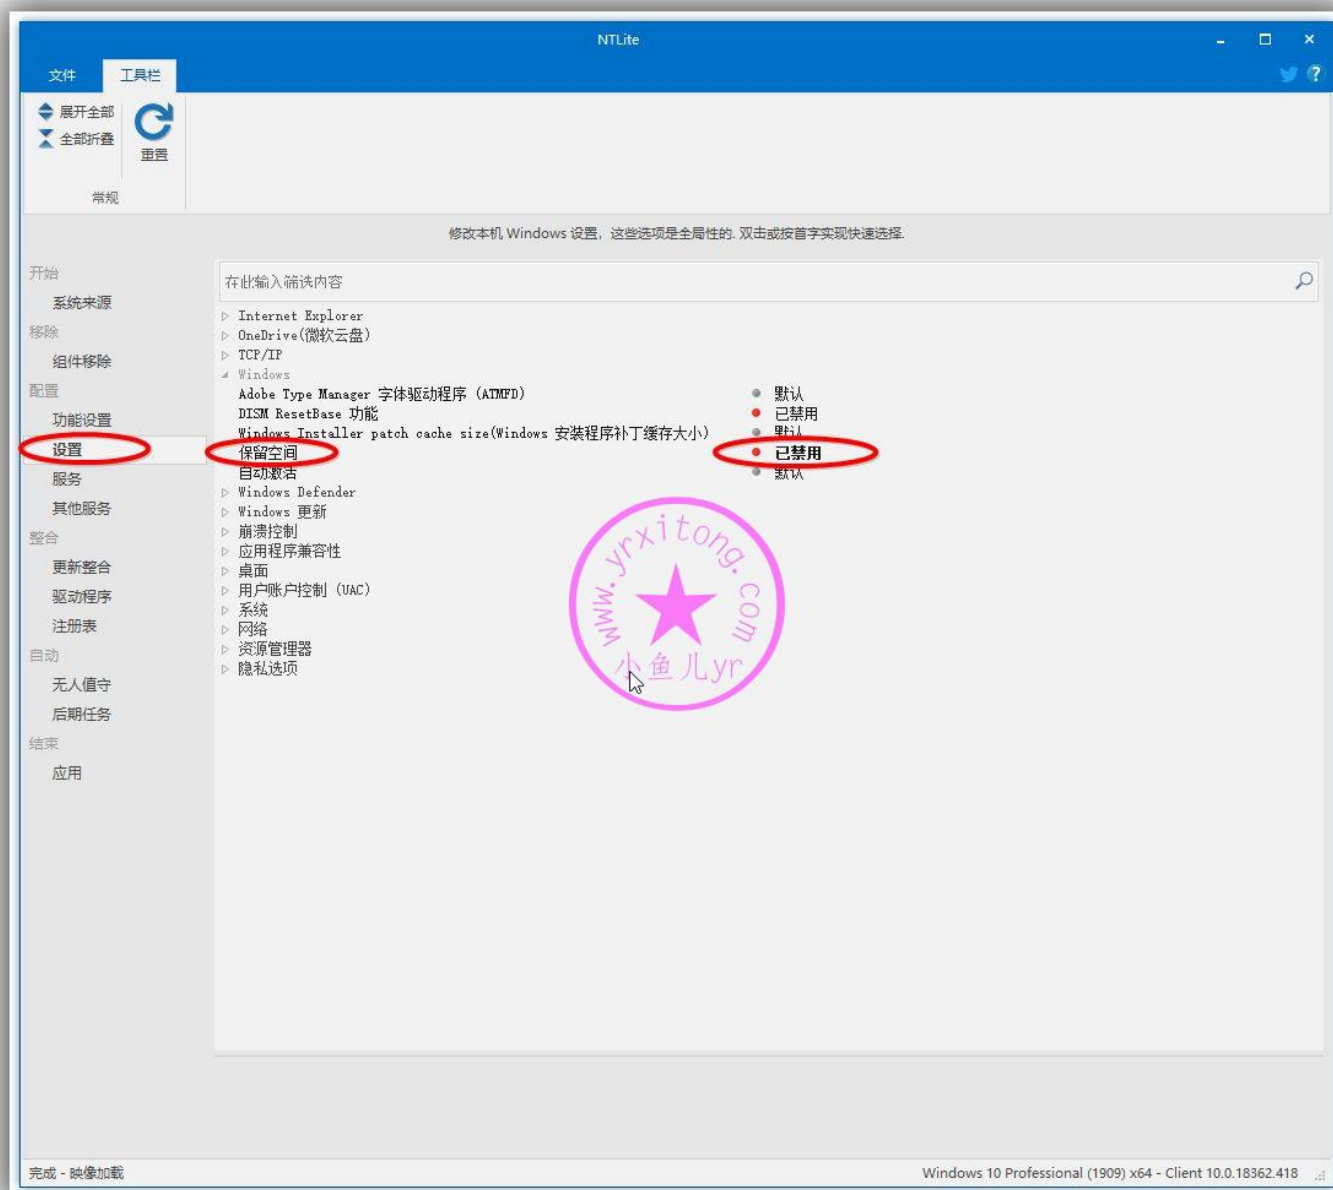 NTLite
文件 工具栏
展开全部
全部折叠
重置
常规
修改本机 Windows 设置，这些选项是全局性的. 双击或按首字实现快速选择.
开始
系统来源
移除
组件移除
配置
功能设置
设置
服务
其他服务
整合
更新整合
驱动程序
注册表
自动
无人值守
后期任务
结束
应用
在此输入筛选内容
Internet Explorer
OneDrive(微软云盘)
TCP/IP
Windows
Adobe Type Manager 字体驱动程序 (ATMFD) 默认
DISM ResetBase 功能 已禁用
Windows Installer patch cache size(Windows 安装程序补丁缓存大小) 默认
保留空间 已禁用
自动激活 默认
Windows Defender
Windows 更新
崩溃控制
应用程序兼容性
桌面
用户账户控制 (UAC)
系统
网络
资源管理器
隐私选项
www.yrxitong.com
小鱼儿yr
完成 - 映像加载
Windows 10 Professional (1909) x64 - Client 10.0.18362.418